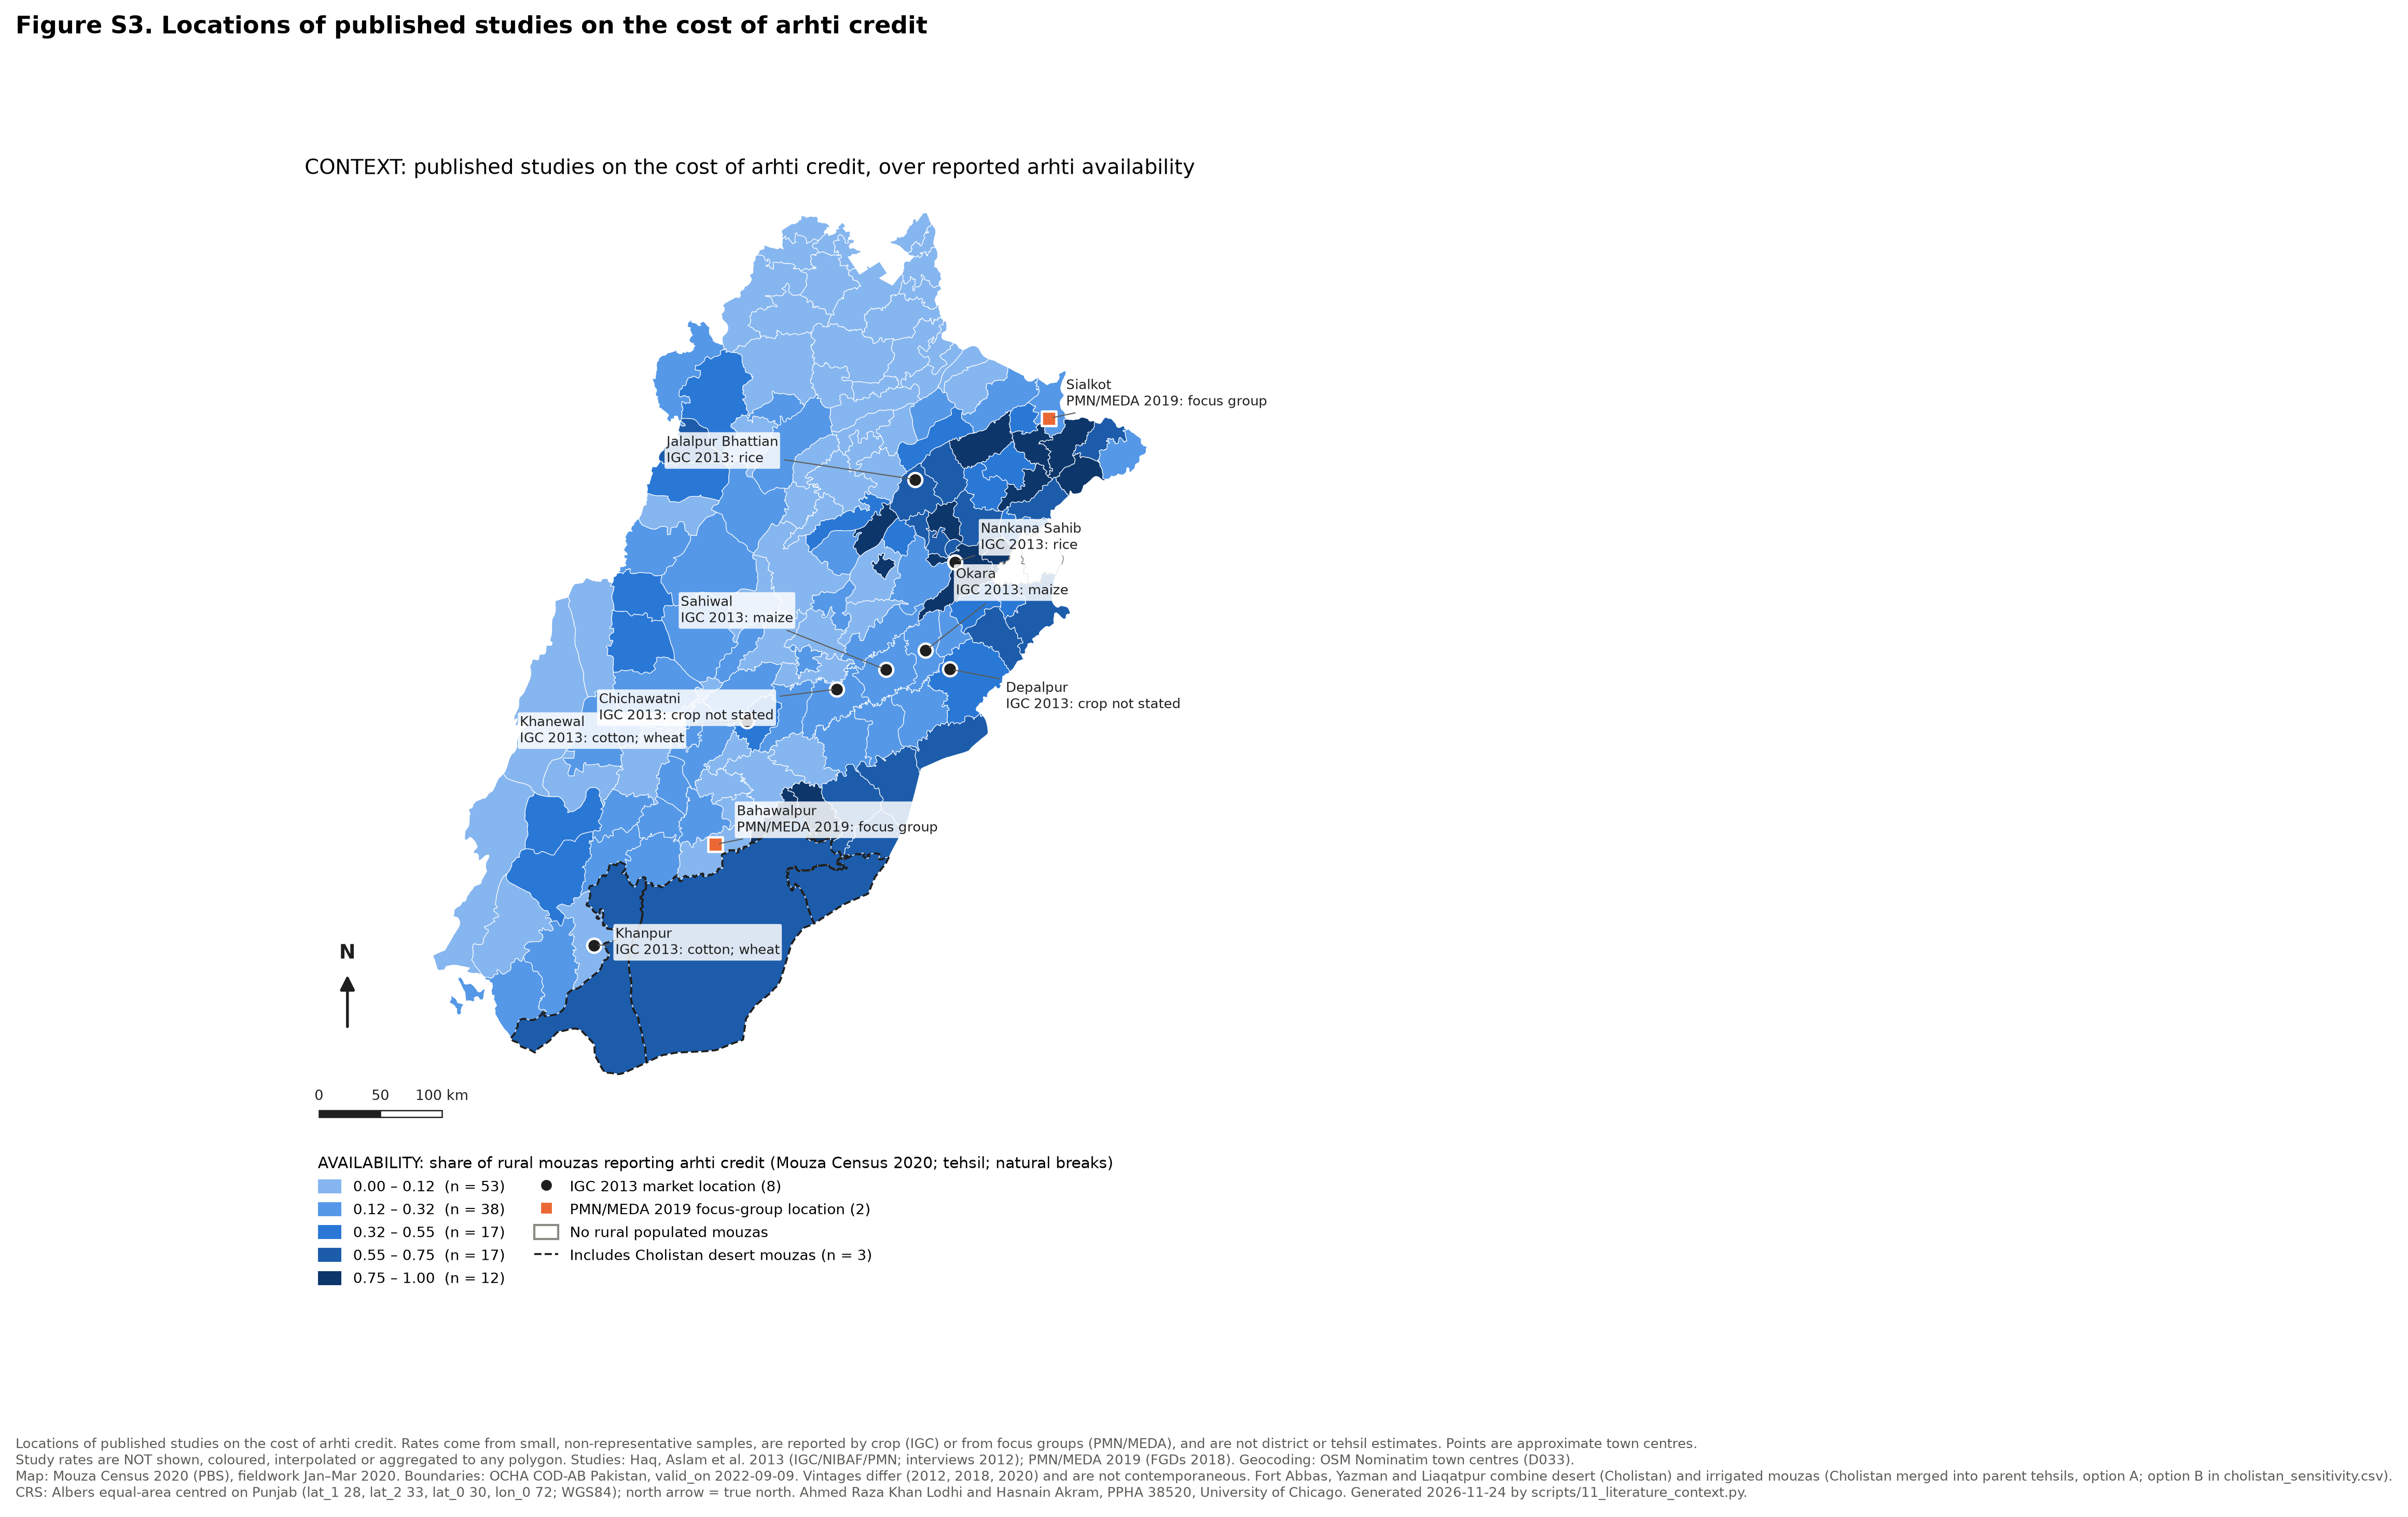 Figure S3. Locations of published studies on the cost of arhti credit
CONTEXT: published studies on the cost of arhti credit, over reported arhti availability
Sialkot
PMN/MEDA 2019: focus group
Jalalpur Bhattian
IGC 2013: rice
Nankana Sahib
IGC 2013: rice
Okara
IGC 2013: maize
Sahiwal
IGC 2013: maize
Depalpur
IGC 2013: crop not stated
Chichawatni
IGC 2013: crop not stated
Khanewal
IGC 2013: cotton; wheat
Bahawalpur
PMN/MEDA 2019: focus group
Khanpur
IGC 2013: cotton; wheat
N
0 50 100 km
AVAILABILITY: share of rural mouzas reporting arhti credit (Mouza Census 2020; tehsil; natural breaks)
0.00 – 0.12 (n = 53)
0.12 – 0.32 (n = 38)
0.32 – 0.55 (n = 17)
0.55 – 0.75 (n = 17)
0.75 – 1.00 (n = 12)
IGC 2013 market location (8)
PMN/MEDA 2019 focus-group location (2)
No rural populated mouzas
Includes Cholistan desert mouzas (n = 3)
Locations of published studies on the cost of arhti credit. Rates come from small, non-representative samples, are reported by crop (IGC) or from focus groups (PMN/MEDA), and are not district or tehsil estimates. Points are approximate town centres.
Study rates are NOT shown, coloured, interpolated or aggregated to any polygon. Studies: Haq, Aslam et al. 2013 (IGC/NIBAF/PMN; interviews 2012); PMN/MEDA 2019 (FGDs 2018). Geocoding: OSM Nominatim town centres (D033).
Map: Mouza Census 2020 (PBS), fieldwork Jan–Mar 2020. Boundaries: OCHA COD-AB Pakistan, valid_on 2022-09-09. Vintages differ (2012, 2018, 2020) and are not contemporaneous. Fort Abbas, Yazman and Liaqatpur combine desert (Cholistan) and irrigated mouzas (Cholistan merged into parent tehsils, option A; option B in cholistan_sensitivity.csv).
CRS: Albers equal-area centred on Punjab (lat_1 28, lat_2 33, lat_0 30, lon_0 72; WGS84); north arrow = true north. Ahmed Raza Khan Lodhi and Hasnain Akram, PPHA 38520, University of Chicago. Generated 2026-11-24 by scripts/11_literature_context.py.